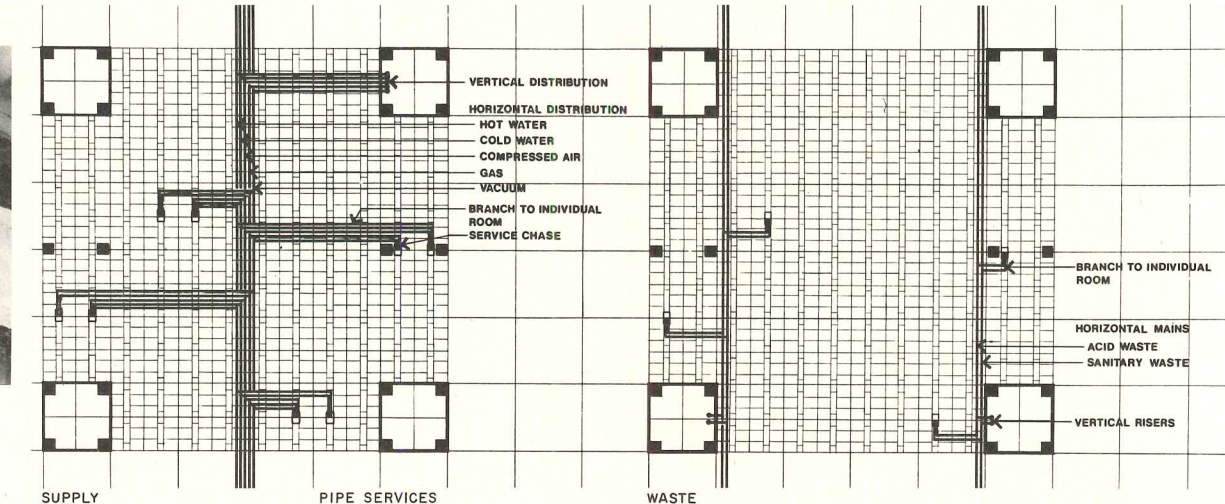 VERTICAL DISTRIBUTION
HORIZONTAL DISTRIBUTION
HOT WATER
COLD WATER
COMPRESSED AIR
GAS
VACUUM
BRANCH TO INDIVIDUAL
ROOM
SERVICE CHASE
BRANCH TO INDIVIDUAL
ROOM
HORIZONTAL MAINS
ACID WASTE
SANITARY WASTE
VERTICAL RISERS
SUPPLY
PIPE SERVICES
WASTE